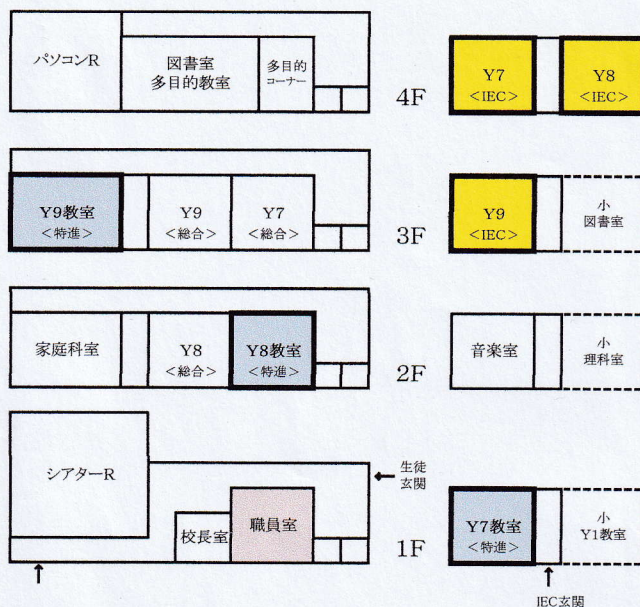 パソコンR
図書室
多目的教室
多目的
コーナー
4F
Y7
<IEC>
Y8
<IEC>
Y9教室
<特進>
Y9
<総合>
Y7
<総合>
3F
Y9
<IEC>
小
図書室
家庭科室
Y8
<総合>
Y8教室
<特進>
2F
音楽室
小
理科室
シアターR
生徒
玄関
校長室
職員室
1F
Y7教室
<特進>
小
Y1教室
IEC玄関